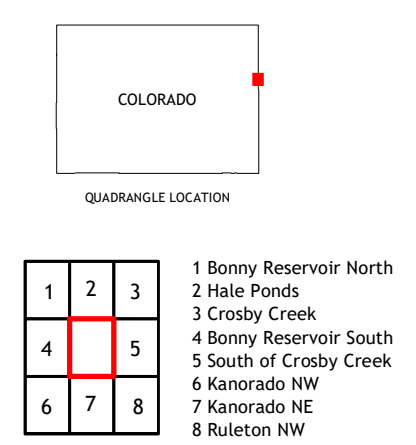 COLORADO
QUADRANGLE LOCATION
1 2 3
4 5
6 7 8
1 Bonny Reservoir North
2 Hale Ponds
3 Crosby Creek
4 Bonny Reservoir South
5 South of Crosby Creek
6 Kanorado NW
7 Kanorado NE
8 Ruleton NW